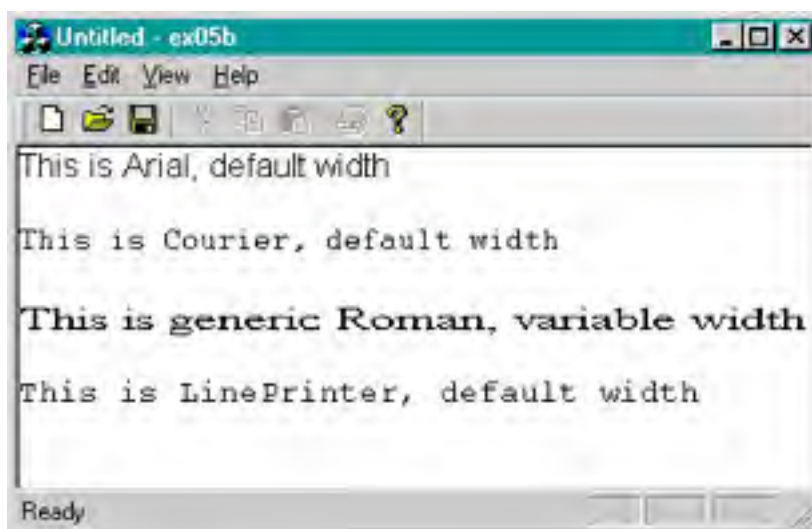 Untitled - ex05b
File Edit View Help
?
This is Arial, default width
This is Courier, default width
This is generic Roman, variable width
This is LinePrinter, default width
Ready